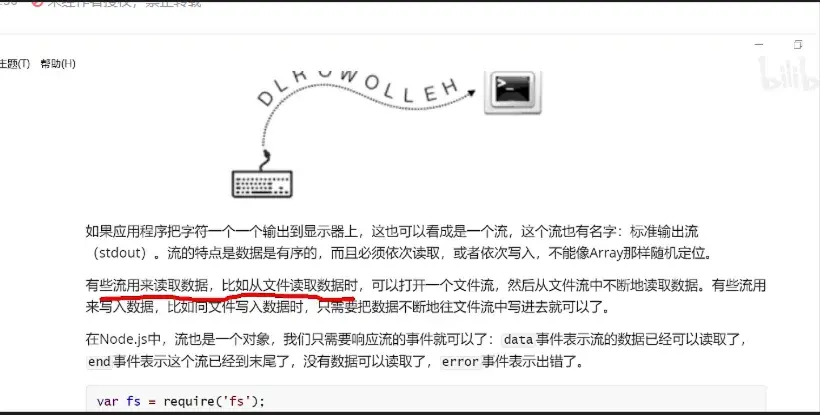 未经作者授权，禁止转载
主题(T) 帮助(H)
bilib
DLROWOLLEH
如果应用程序把字符一个一个输出到显示器上，这也可以看成是一个流，这个流也有名字：标准输出流
（stdout）。流的特点是数据是有序的，而且必须依次读取，或者依次写入，不能像Array那样随机定位。
有些流用来读取数据，比如从文件读取数据时，可以打开一个文件流，然后从文件流中不断地读取数据。有些流用
来写入数据，比如向文件写入数据时，只需要把数据不断地往文件流中写进去就可以了。
在Node.js中，流也是一个对象，我们只需要响应流的事件就可以了：data事件表示流的数据已经可以读取了，
end事件表示这个流已经到末尾了，没有数据可以读取了，error事件表示出错了。
var fs = require('fs');